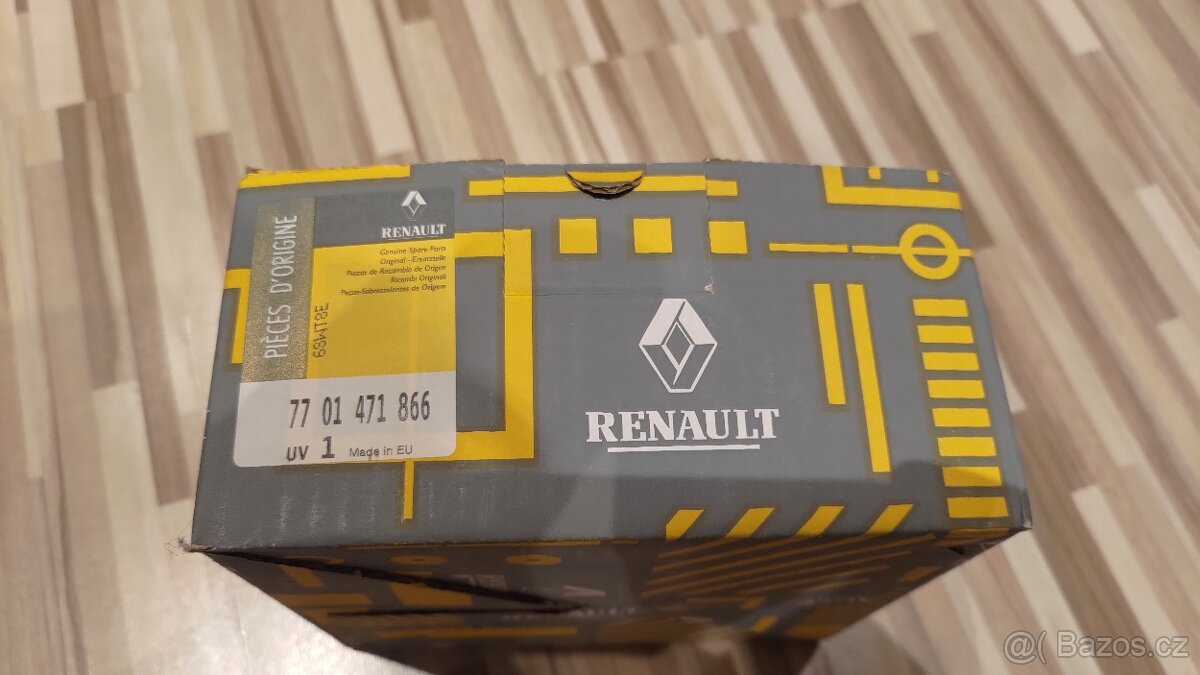 PIÈCES D'ORIGINE
RENAULT
Genuine Spare Parts
Original - Ersatzteile
Piezas de Recambio de Origen
Ricambi Originali
Peças-Sobresselentes de Origem
69WT8E
77 01 471 866
UV 1 Made in EU
RENAULT
Bazos.cz